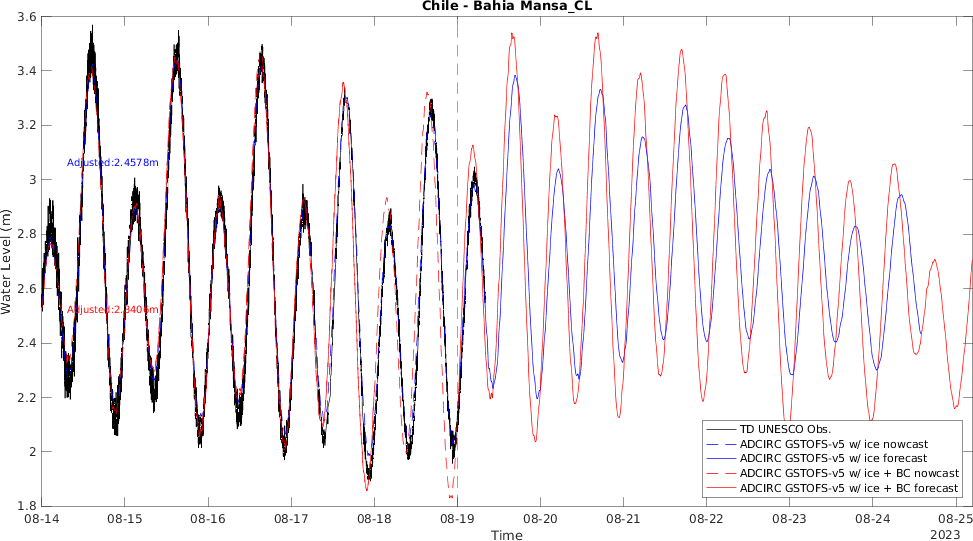 Chile - Bahia Mansa_CL
Water Level (m)
3.6
3.4
3.2
3
2.8
2.6
2.4
2.2
2
1.8
Adjusted:2.4578m
TD UNESCO Obs.
ADCIRC GSTOFS-v5 w/ ice nowcast
ADCIRC GSTOFS-v5 w/ ice forecast
ADCIRC GSTOFS-v5 w/ ice + BC nowcast
ADCIRC GSTOFS-v5 w/ ice + BC forecast
08-14 08-15 08-16 08-17 08-18 08-19 08-20 08-21 08-22 08-23 08-24 08-25
2023
Time